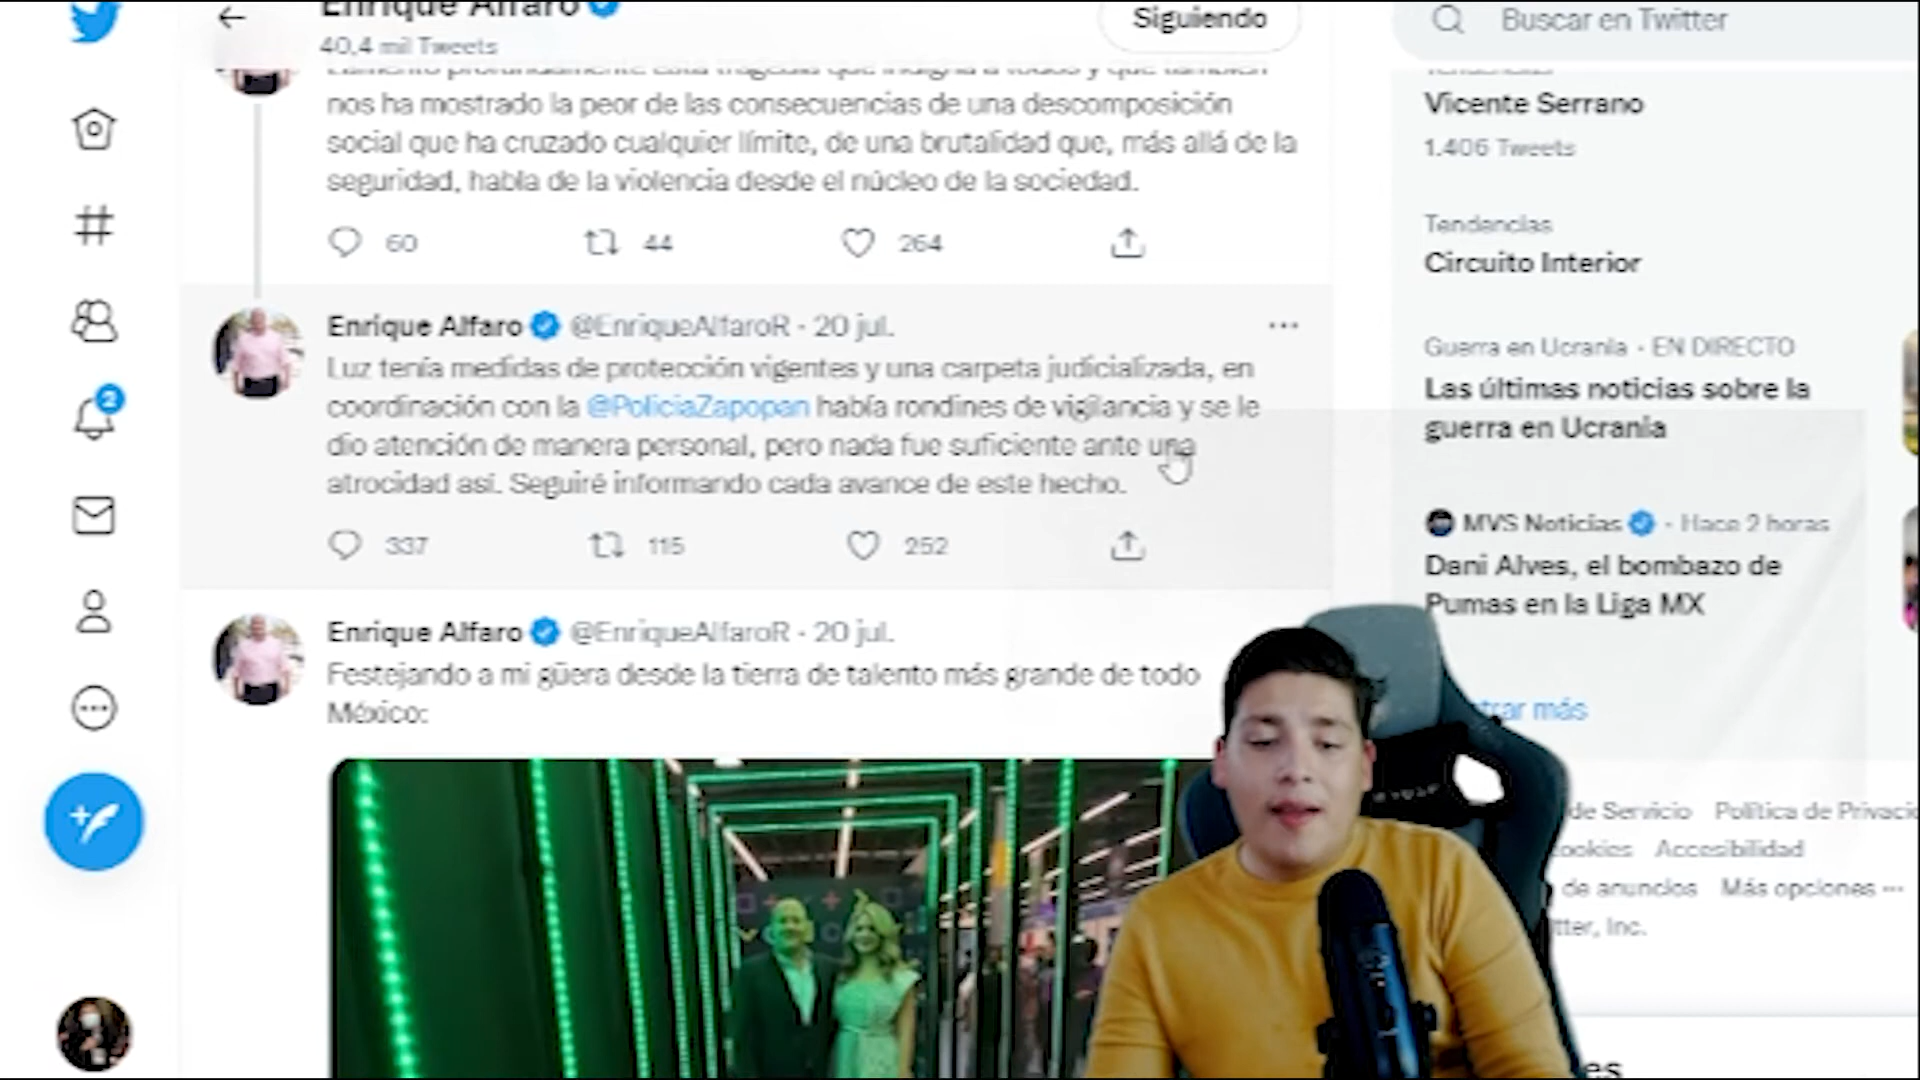 Enrique Alfaro
40,4 mil Tweets
Siguiendo
Buscar en Twitter
Lamento profundamente esta tragedia que indigna a todos y que también
nos ha mostrado la peor de las consecuencias de una descomposición
social que ha cruzado cualquier límite, de una brutalidad que, más allá de la
seguridad, habla de la violencia desde el núcleo de la sociedad.
60 44 264
Enrique Alfaro @EnriqueAlfaroR · 20 jul.
Luz tenía medidas de protección vigentes y una carpeta judicializada, en
coordinación con la @PoliciaZapopan había rondines de vigilancia y se le
dio atención de manera personal, pero nada fue suficiente ante una
atrocidad así. Seguiré informando cada avance de este hecho.
337 115 252
Enrique Alfaro @EnriqueAlfaroR · 20 jul.
Festejando a mi güera desde la tierra de talento más grande de todo
México:
2
Tendencias
Vicente Serrano
1.406 Tweets
Tendencias
Circuito Interior
Guerra en Ucrania · EN DIRECTO
Las últimas noticias sobre la
guerra en Ucrania
MVS Noticias · Hace 2 horas
Dani Alves, el bombazo de
Pumas en la Liga MX
trar más
de Servicio Política de Privacid
cookies Accesibilidad
de anuncios Más opciones ···
tter, Inc.
es